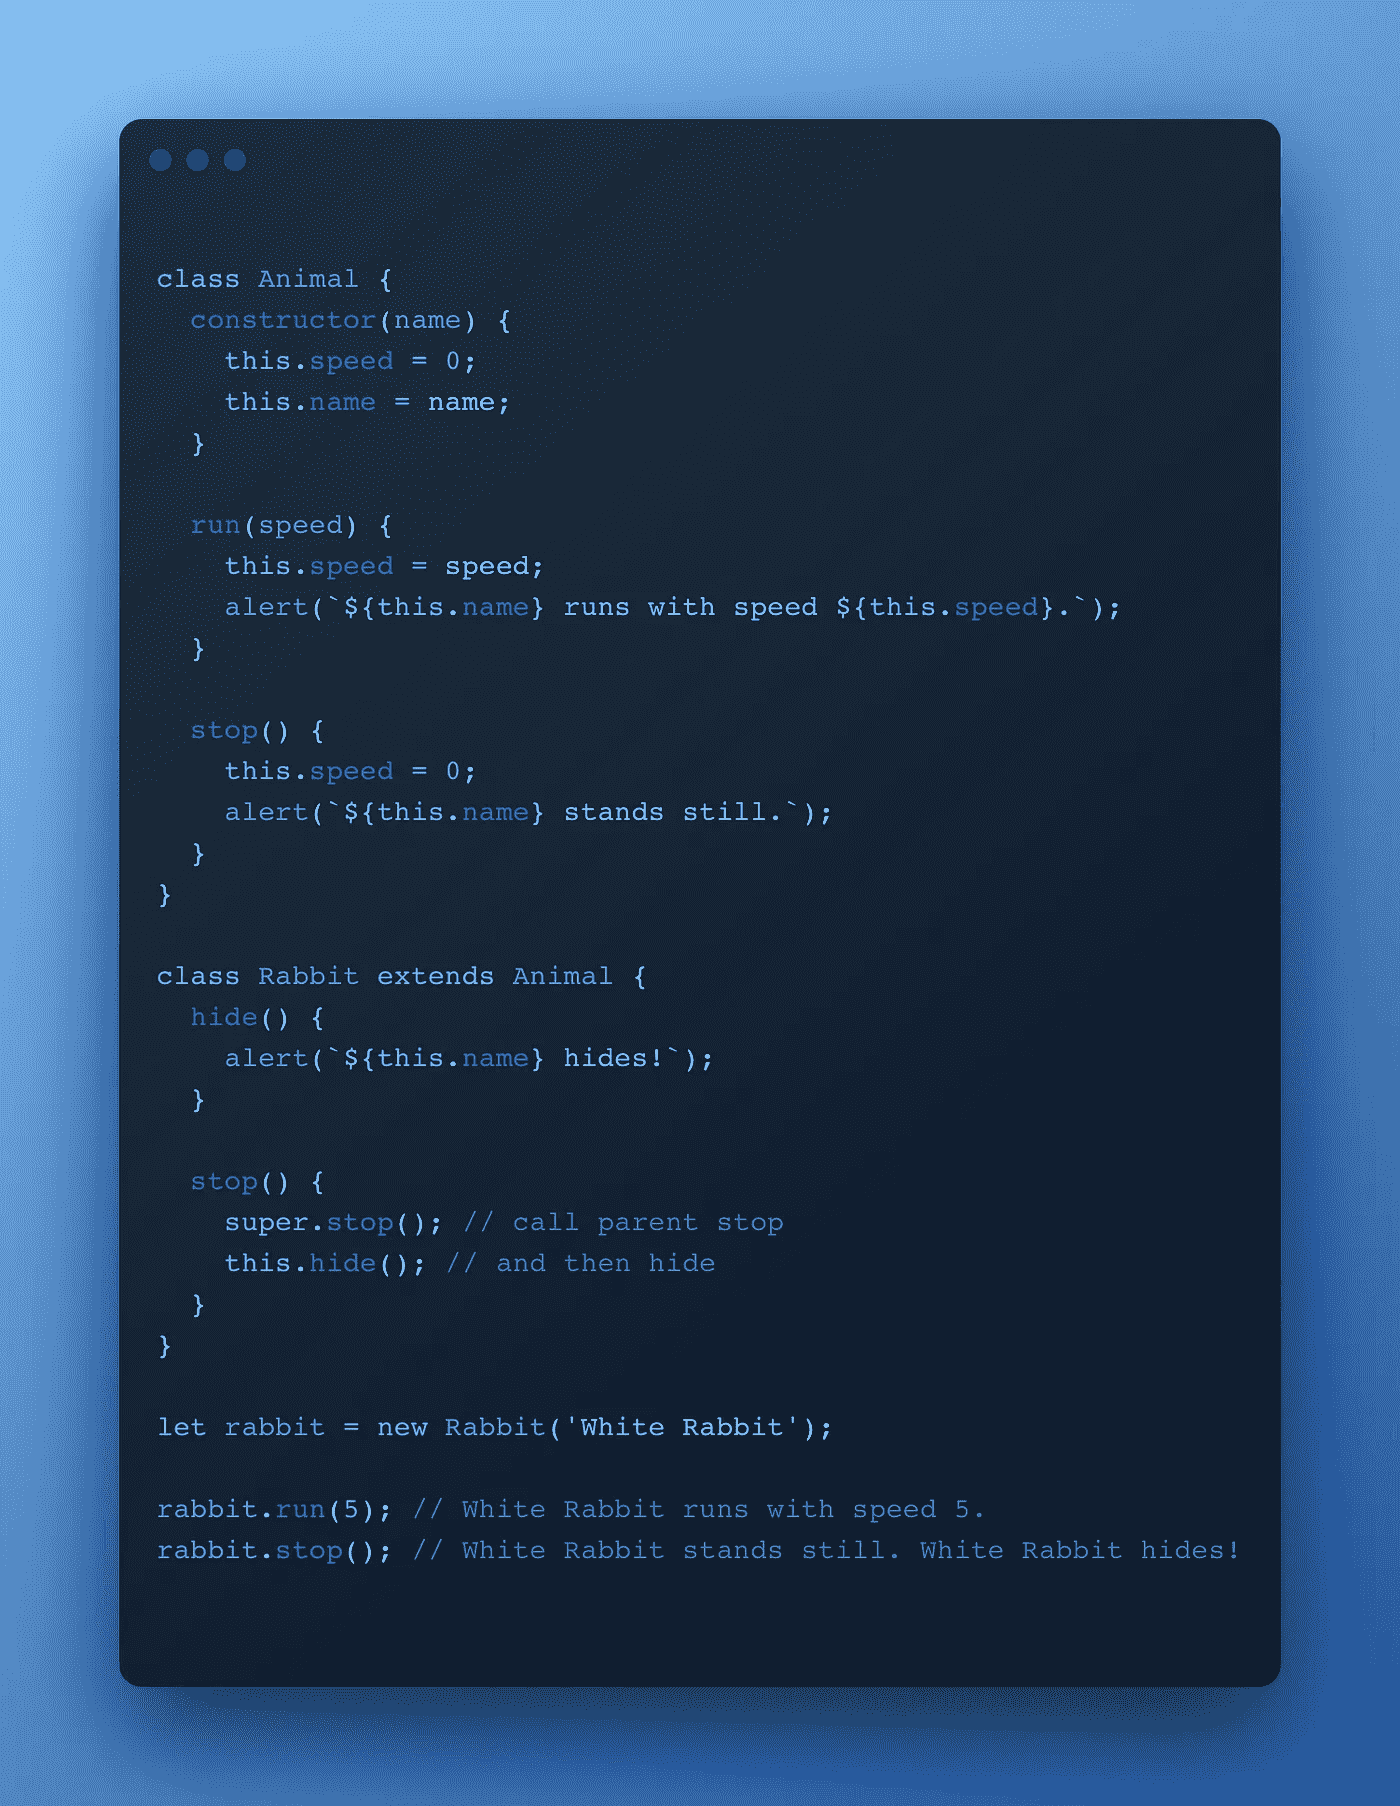 class Animal {
  constructor(name) {
    this.speed = 0;
    this.name = name;
  }

  run(speed) {
    this.speed = speed;
    alert(`${this.name} runs with speed ${this.speed}.`);
  }

  stop() {
    this.speed = 0;
    alert(`${this.name} stands still.`);
  }
}

class Rabbit extends Animal {
  hide() {
    alert(`${this.name} hides!`);
  }

  stop() {
    super.stop(); // call parent stop
    this.hide(); // and then hide
  }
}

let rabbit = new Rabbit('White Rabbit');

rabbit.run(5); // White Rabbit runs with speed 5.
rabbit.stop(); // White Rabbit stands still. White Rabbit hides!